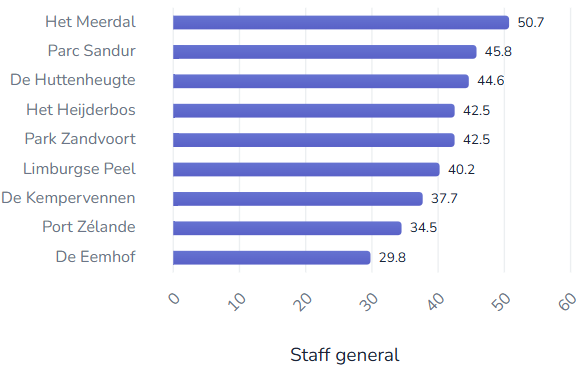 Het Meerdal 50.7
Parc Sandur 45.8
De Huttenheugte 44.6
Het Heijderbos 42.5
Park Zandvoort 42.5
Limburgse Peel 40.2
De Kempervennen 37.7
Port Zélande 34.5
De Eemhof 29.8
0 10 20 30 40 50 60
Staff general